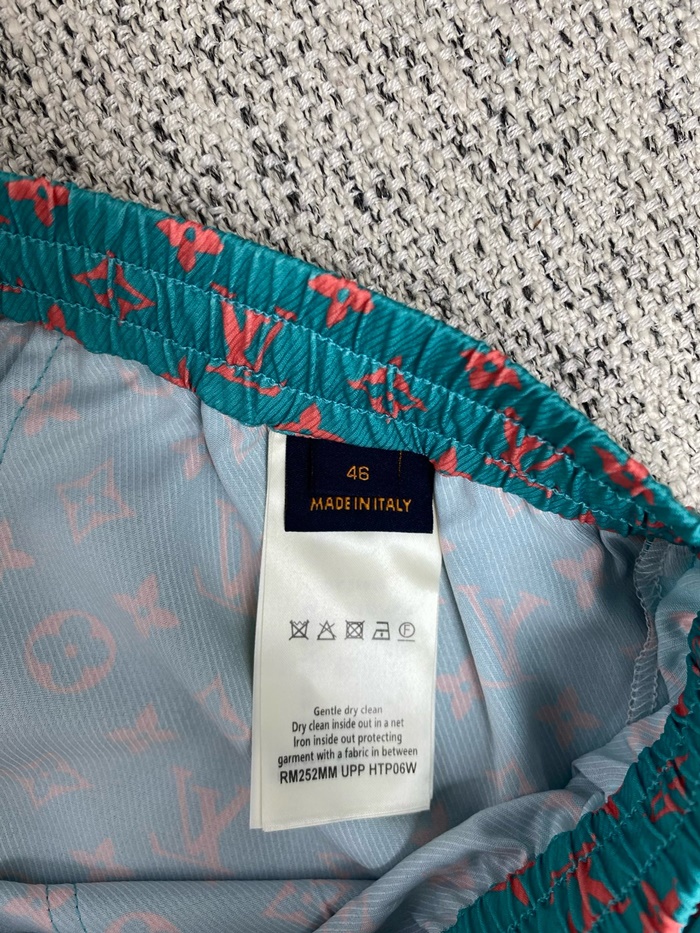 46
MADE IN ITALY
Gentle dry clean
Dry clean inside out in a net
Iron inside out protecting
garment with a fabric in between
RM252MM UPP HTP06W